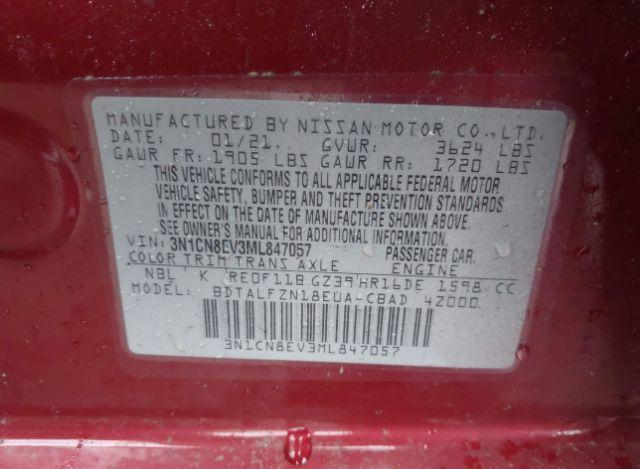 MANUFACTURED BY NISSAN MOTOR CO., LTD.
DATE: 01/21. GVWR: 3624 LBS
GAWR FR: 1905 LBS GAWR RR: 1720 LBS
THIS VEHICLE CONFORMS TO ALL APPLICABLE FEDERAL MOTOR
VEHICLE SAFETY, BUMPER AND THEFT PREVENTION STANDARDS
IN EFFECT ON THE DATE OF MANUFACTURE SHOWN ABOVE.
SEE OWNER'S MANUAL FOR ADDITIONAL INFORMATION.
VIN: 3N1CN8EV3ML847057 PASSENGER CAR.
COLOR TRIM TRANS AXLE ENGINE
NBL K RE0F11B GZ39 HR16DE 1598 CC
MODEL BDTALFZN18EUA-CBAD 4Z000
3N1CN8EV3ML847057